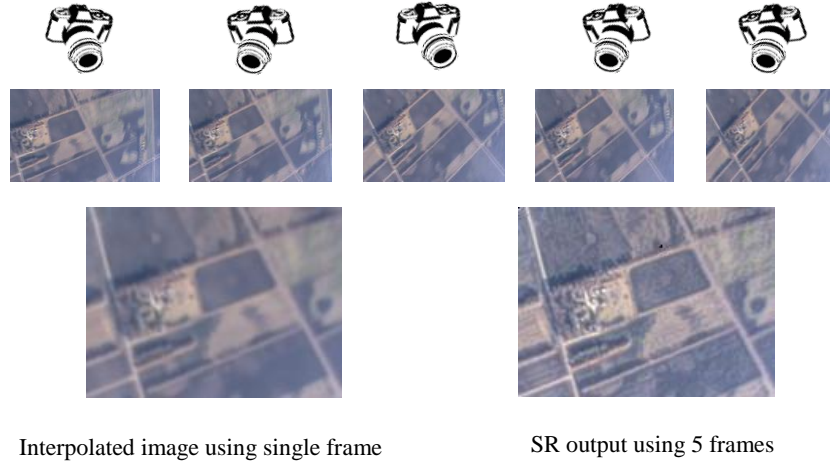 Interpolated image using single frame
SR output using 5 frames